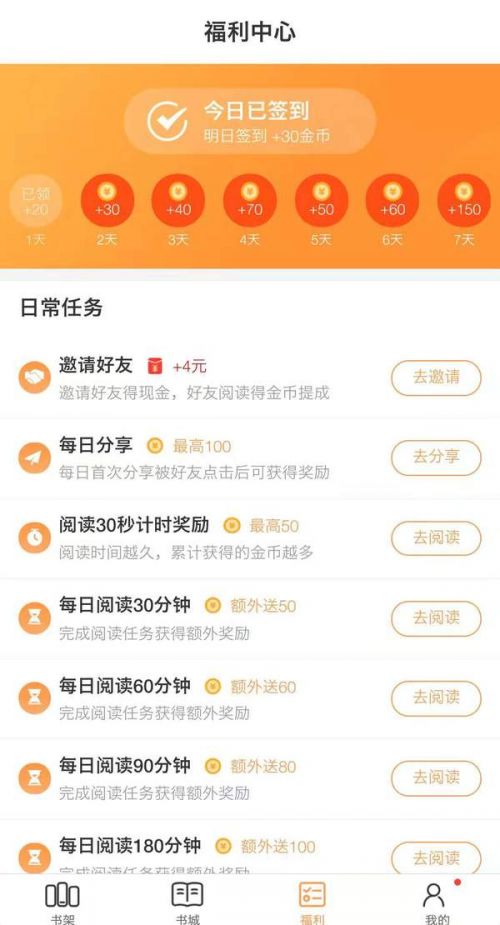 福利中心
今日已签到
明日签到 +30金币
已领
+20 +30 +40 +70 +50 +60 +150
1天 2天 3天 4天 5天 6天 7天
日常任务
邀请好友 +4元
邀请好友得现金，好友阅读得金币提成
去邀请
每日分享 最高100
每日首次分享被好友点击后可获得奖励
去分享
阅读30秒计时奖励 最高50
阅读时间越久，累计获得的金币越多
去阅读
每日阅读30分钟 额外送50
完成阅读任务获得额外奖励
去阅读
每日阅读60分钟 额外送60
完成阅读任务获得额外奖励
去阅读
每日阅读90分钟 额外送80
完成阅读任务获得额外奖励
去阅读
每日阅读180分钟 额外送100
完成阅读任务获得额外奖励
去阅读
书架 书城 福利 我的